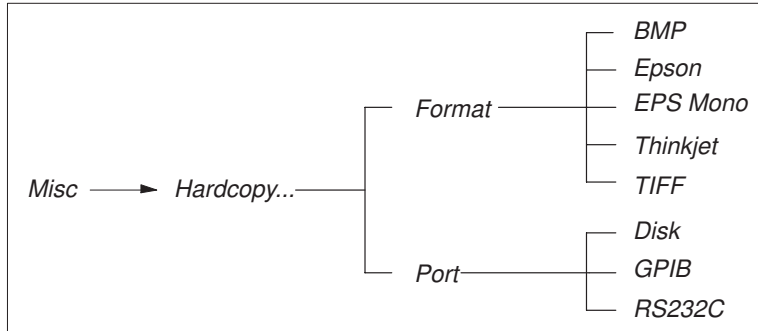 Misc
Hardcopy...
Format
BMP
Epson
EPS Mono
Thinkjet
TIFF
Port
Disk
GPIB
RS232C